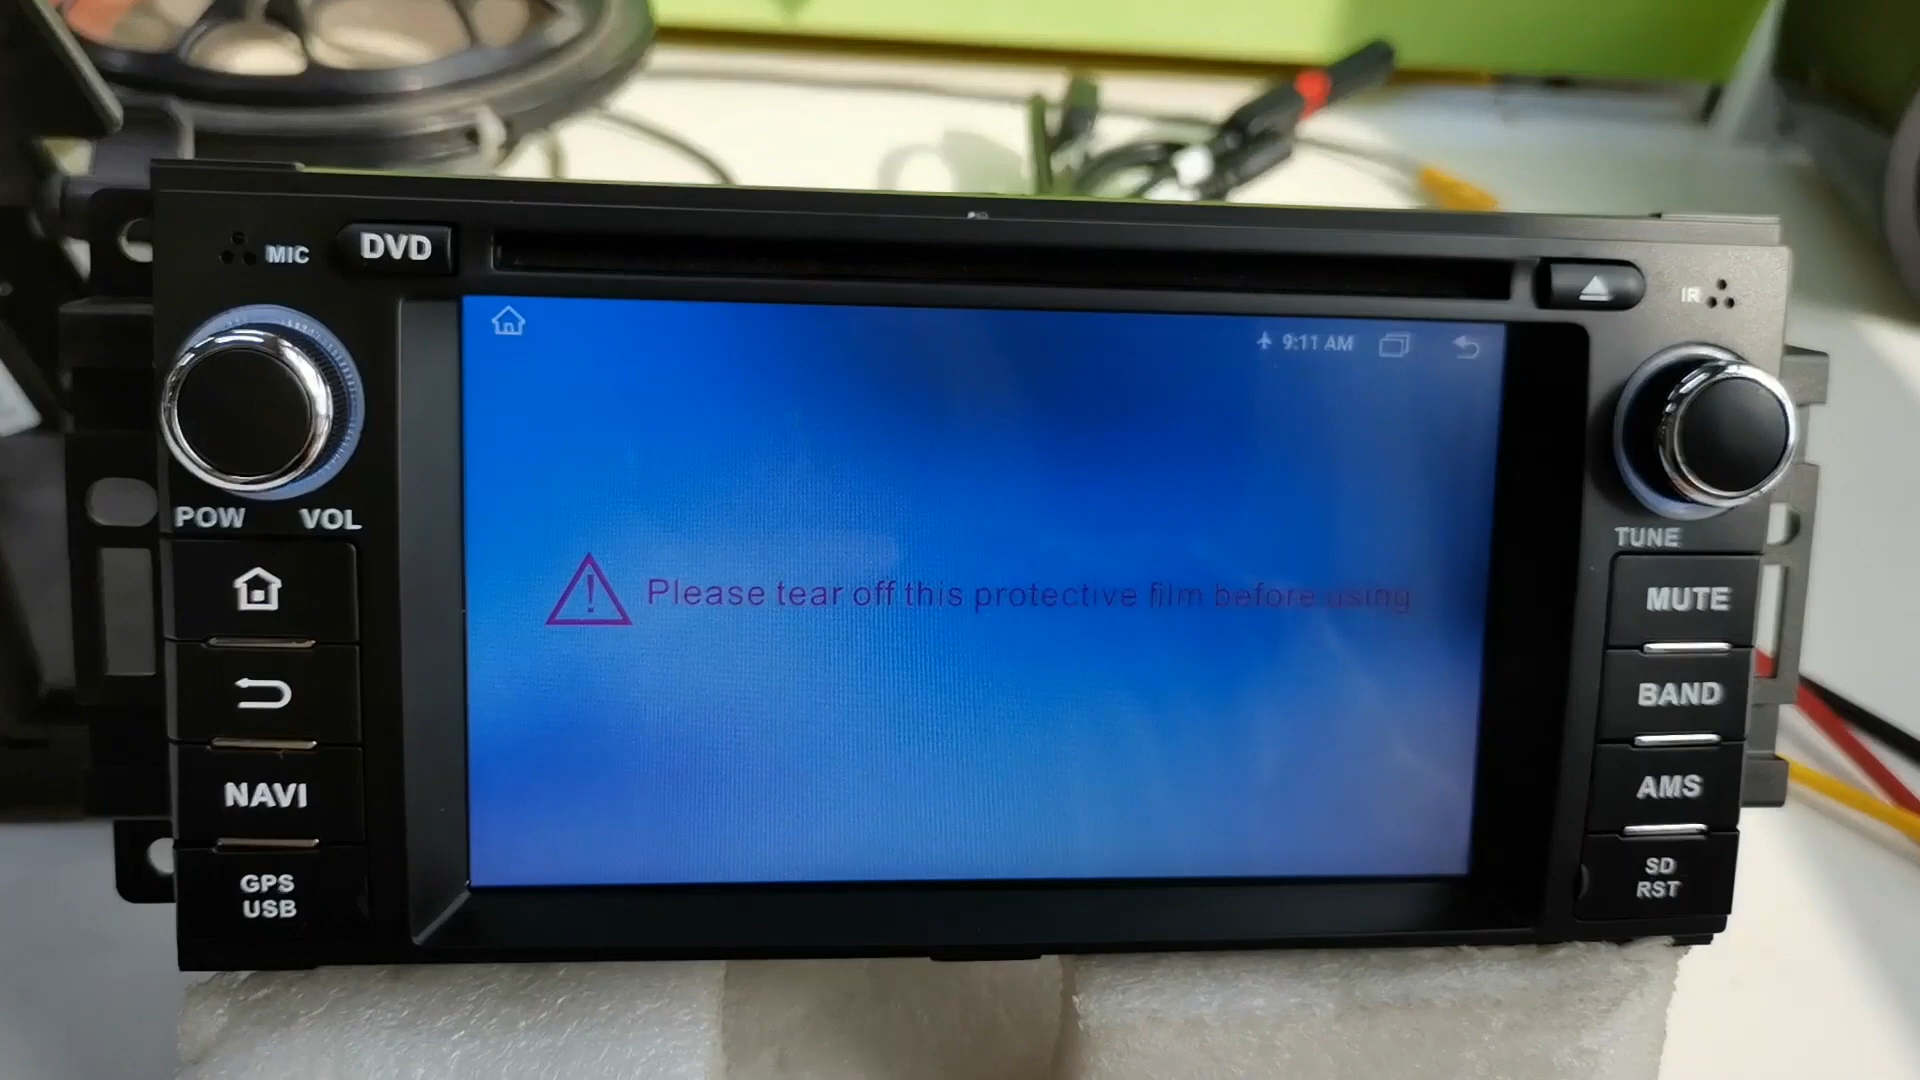 MIC
DVD
IR
9:11 AM
POW VOL
TUNE
Please tear off this protective film before using
MUTE
BAND
NAVI
AMS
GPS
USB
SD
RST